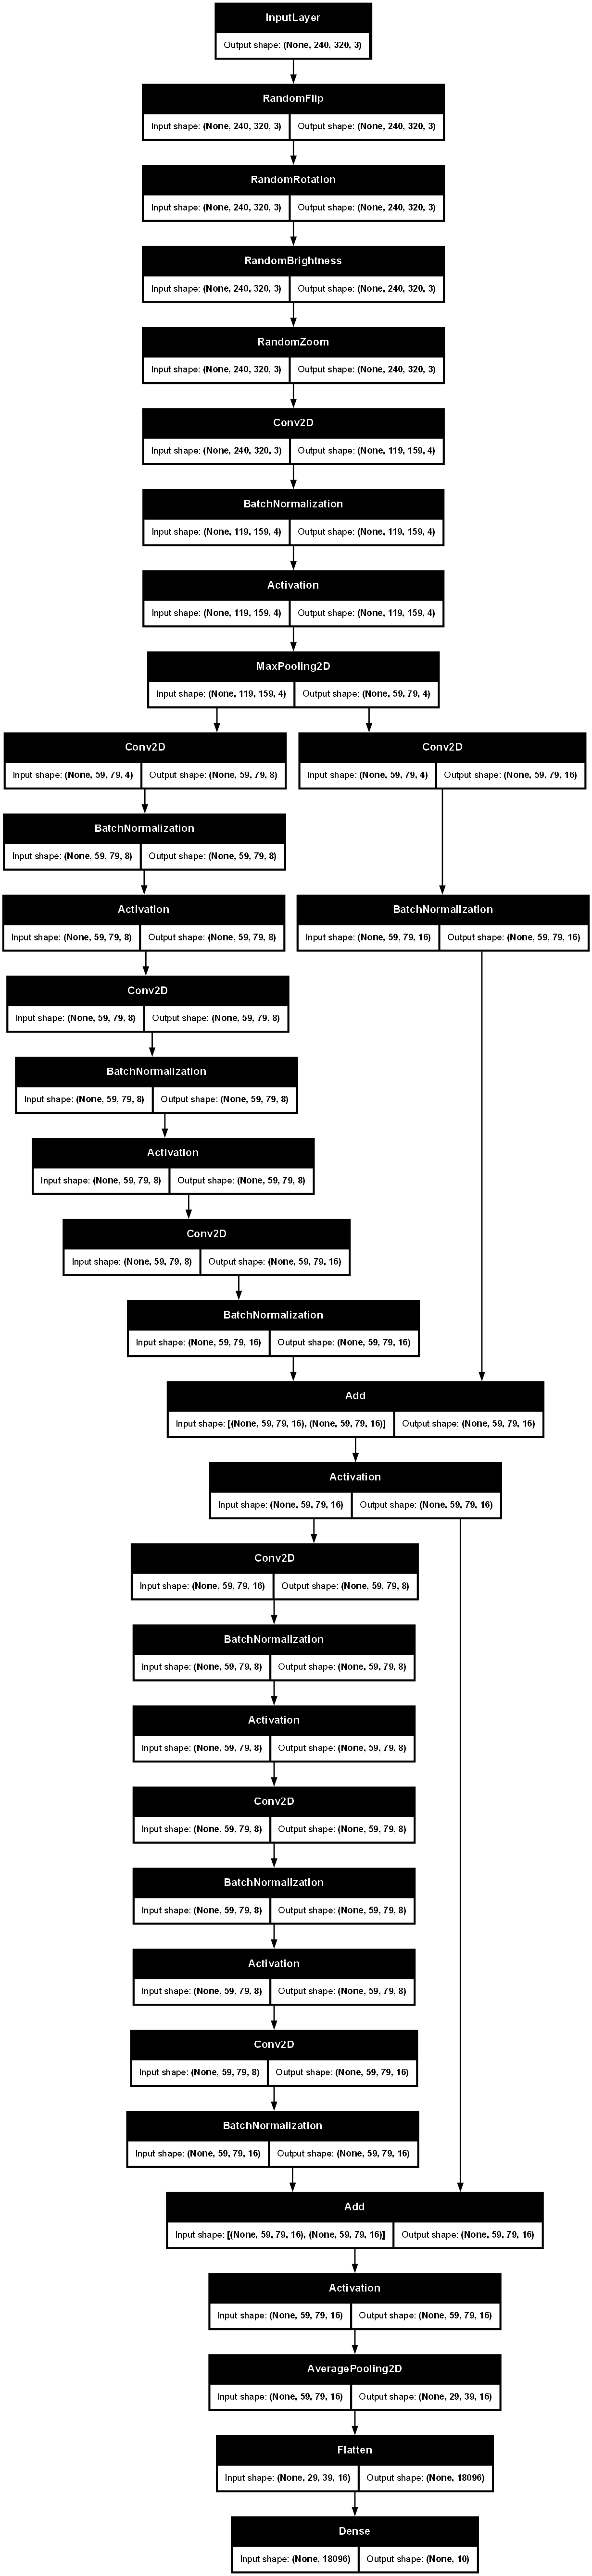 InputLayer
Output shape: (None, 240, 320, 3)
RandomFlip
Input shape: (None, 240, 320, 3) Output shape: (None, 240, 320, 3)
RandomRotation
Input shape: (None, 240, 320, 3) Output shape: (None, 240, 320, 3)
RandomBrightness
Input shape: (None, 240, 320, 3) Output shape: (None, 240, 320, 3)
RandomZoom
Input shape: (None, 240, 320, 3) Output shape: (None, 240, 320, 3)
Conv2D
Input shape: (None, 240, 320, 3) Output shape: (None, 119, 159, 4)
BatchNormalization
Input shape: (None, 119, 159, 4) Output shape: (None, 119, 159, 4)
Activation
Input shape: (None, 119, 159, 4) Output shape: (None, 119, 159, 4)
MaxPooling2D
Input shape: (None, 119, 159, 4) Output shape: (None, 59, 79, 4)
Conv2D
Input shape: (None, 59, 79, 4) Output shape: (None, 59, 79, 8)
Conv2D
Input shape: (None, 59, 79, 4) Output shape: (None, 59, 79, 16)
BatchNormalization
Input shape: (None, 59, 79, 8) Output shape: (None, 59, 79, 8)
Activation
Input shape: (None, 59, 79, 8) Output shape: (None, 59, 79, 8)
BatchNormalization
Input shape: (None, 59, 79, 16) Output shape: (None, 59, 79, 16)
Conv2D
Input shape: (None, 59, 79, 8) Output shape: (None, 59, 79, 8)
BatchNormalization
Input shape: (None, 59, 79, 8) Output shape: (None, 59, 79, 8)
Activation
Input shape: (None, 59, 79, 8) Output shape: (None, 59, 79, 8)
Conv2D
Input shape: (None, 59, 79, 8) Output shape: (None, 59, 79, 16)
BatchNormalization
Input shape: (None, 59, 79, 16) Output shape: (None, 59, 79, 16)
Add
Input shape: [(None, 59, 79, 16), (None, 59, 79, 16)] Output shape: (None, 59, 79, 16)
Activation
Input shape: (None, 59, 79, 16) Output shape: (None, 59, 79, 16)
Conv2D
Input shape: (None, 59, 79, 16) Output shape: (None, 59, 79, 8)
BatchNormalization
Input shape: (None, 59, 79, 8) Output shape: (None, 59, 79, 8)
Activation
Input shape: (None, 59, 79, 8) Output shape: (None, 59, 79, 8)
Conv2D
Input shape: (None, 59, 79, 8) Output shape: (None, 59, 79, 8)
BatchNormalization
Input shape: (None, 59, 79, 8) Output shape: (None, 59, 79, 8)
Activation
Input shape: (None, 59, 79, 8) Output shape: (None, 59, 79, 8)
Conv2D
Input shape: (None, 59, 79, 8) Output shape: (None, 59, 79, 16)
BatchNormalization
Input shape: (None, 59, 79, 16) Output shape: (None, 59, 79, 16)
Add
Input shape: [(None, 59, 79, 16), (None, 59, 79, 16)] Output shape: (None, 59, 79, 16)
Activation
Input shape: (None, 59, 79, 16) Output shape: (None, 59, 79, 16)
AveragePooling2D
Input shape: (None, 59, 79, 16) Output shape: (None, 29, 39, 16)
Flatten
Input shape: (None, 29, 39, 16) Output shape: (None, 18096)
Dense
Input shape: (None, 18096) Output shape: (None, 10)